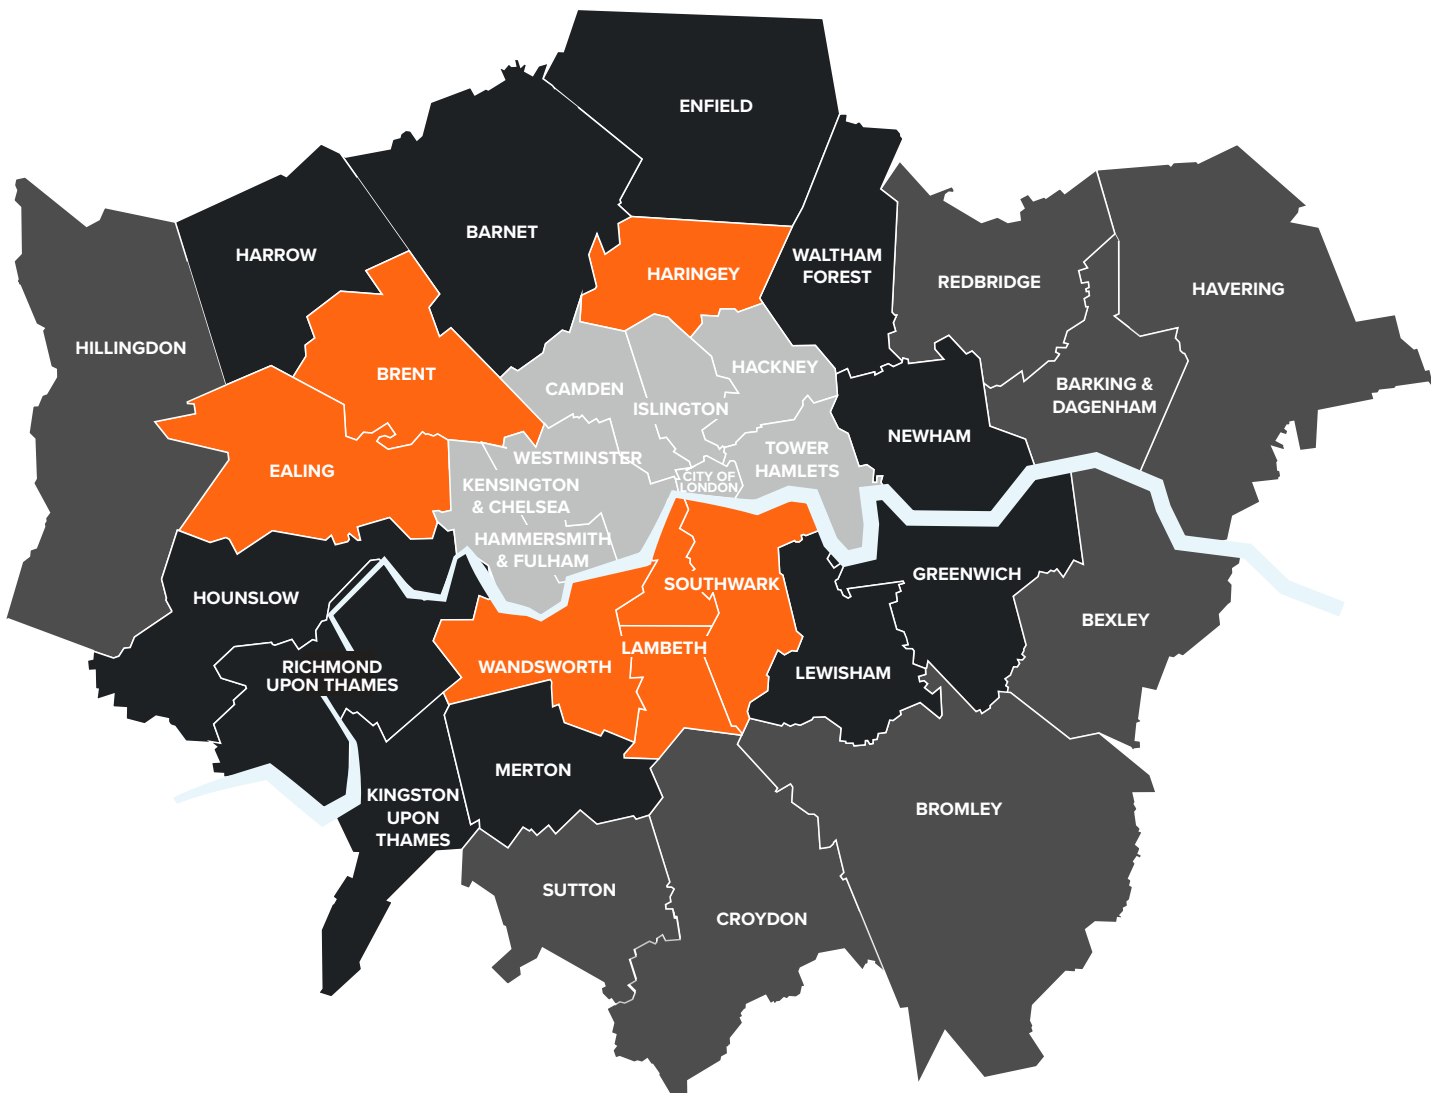 ENFIELD
BARNET
HARROW
WALTHAM
FOREST
HARINGEY
REDBRIDGE
HAVERING
HILLINGDON
BRENT
HACKNEY
CAMDEN
BARKING &
DAGENHAM
ISLINGTON
NEWHAM
EALING
WESTMINSTER
TOWER
HAMLETS
CITY OF
LONDON
KENSINGTON
& CHELSEA
HAMMERSMITH
& FULHAM
SOUTHWARK
GREENWICH
HOUNSLOW
BEXLEY
LAMBETH
RICHMOND
UPON THAMES
WANDSWORTH
LEWISHAM
MERTON
KINGSTON
UPON
THAMES
BROMLEY
SUTTON
CROYDON